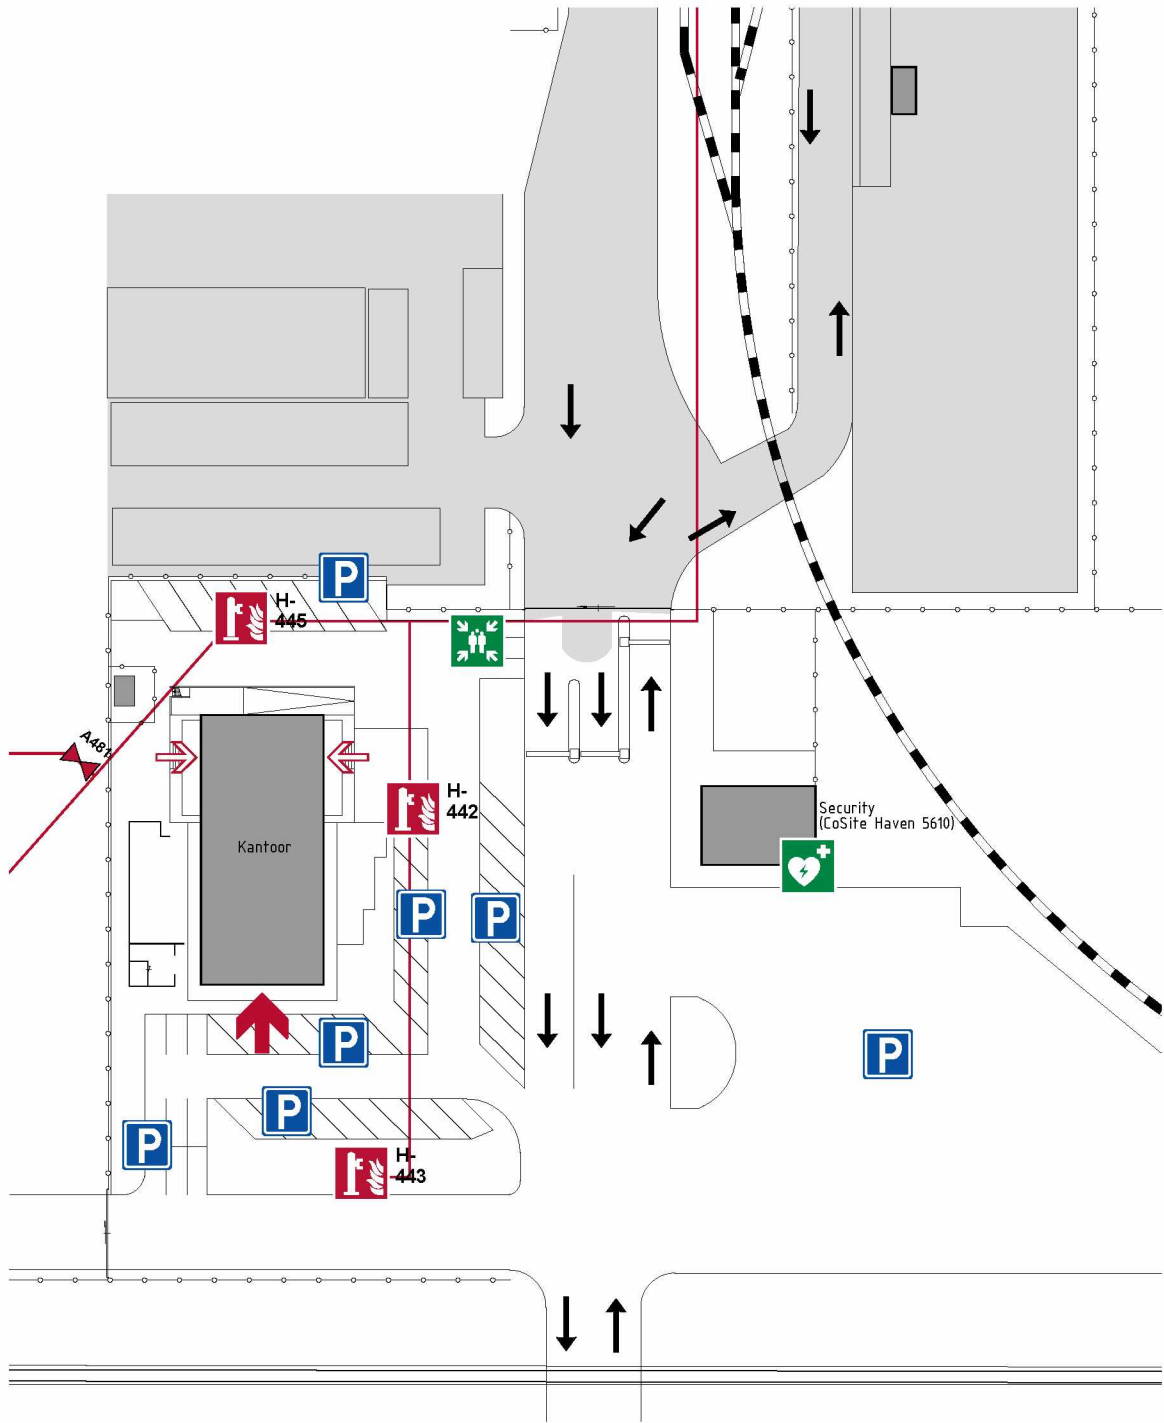 P
H-
445
A481
H-
442
Security
(CoSite Haven 5610)
Kantoor
P
P
P
P
P
P
H-
443